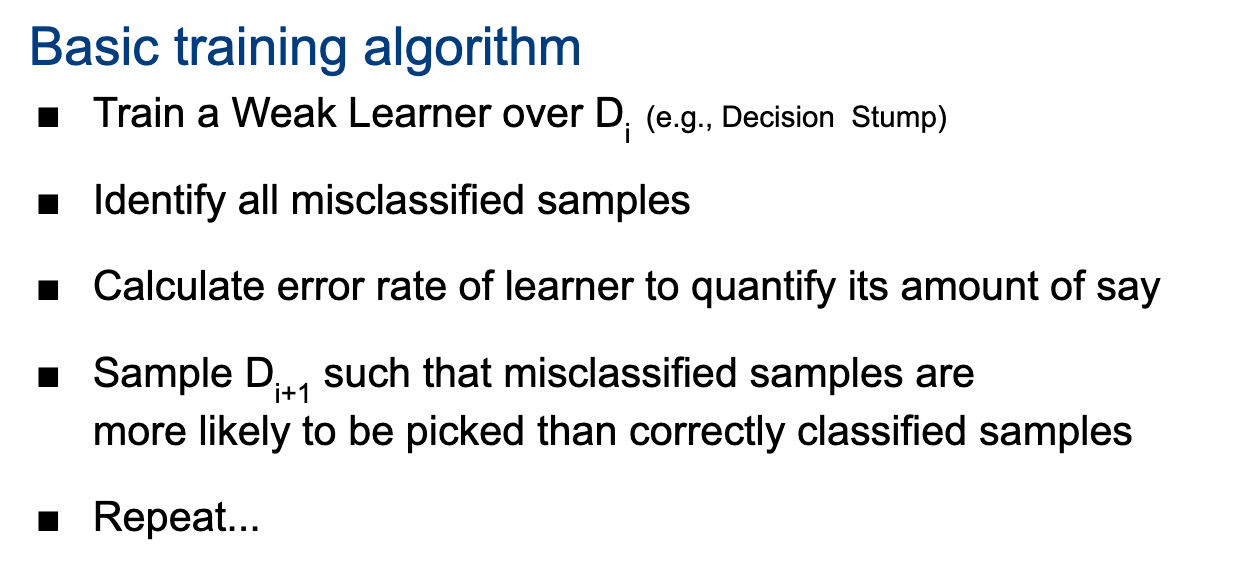 Basic training algorithm
■ Train a Weak Learner over Di (e.g., Decision Stump)
■ Identify all misclassified samples
■ Calculate error rate of learner to quantify its amount of say
■ Sample Di+1 such that misclassified samples are
more likely to be picked than correctly classified samples
■ Repeat...